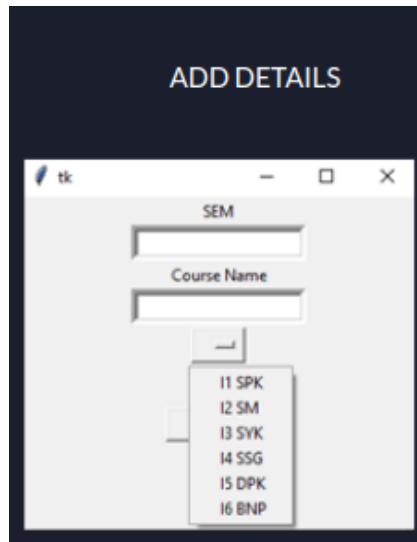 ADD DETAILS
tk
SEM
Course Name
I1 SPK
I2 SM
I3 SYK
I4 SSG
I5 DPK
I6 BNP